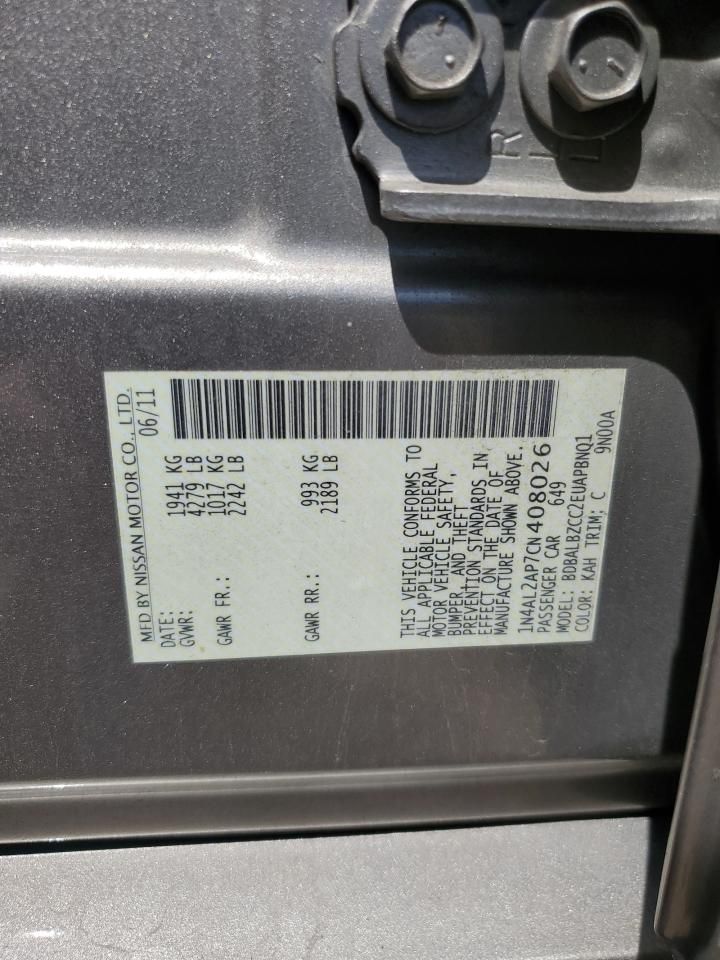 R
MFD BY NISSAN MOTOR CO., LTD.
DATE: 06/11
GVWR: 1941 KG
4279 LB
GAWR FR.: 1017 KG
2242 LB
GAWR RR.: 993 KG
2189 LB
THIS VEHICLE CONFORMS TO
ALL APPLICABLE FEDERAL
MOTOR VEHICLE SAFETY,
BUMPER, AND THEFT
PREVENTION STANDARDS IN
EFFECT ON THE DATE OF
MANUFACTURE SHOWN ABOVE.
1N4AL2AP7CN408026
PASSENGER CAR 649
MODEL: BDBALBZCC2EUAPBNQ1
COLOR: KAH TRIM; C 9N00A